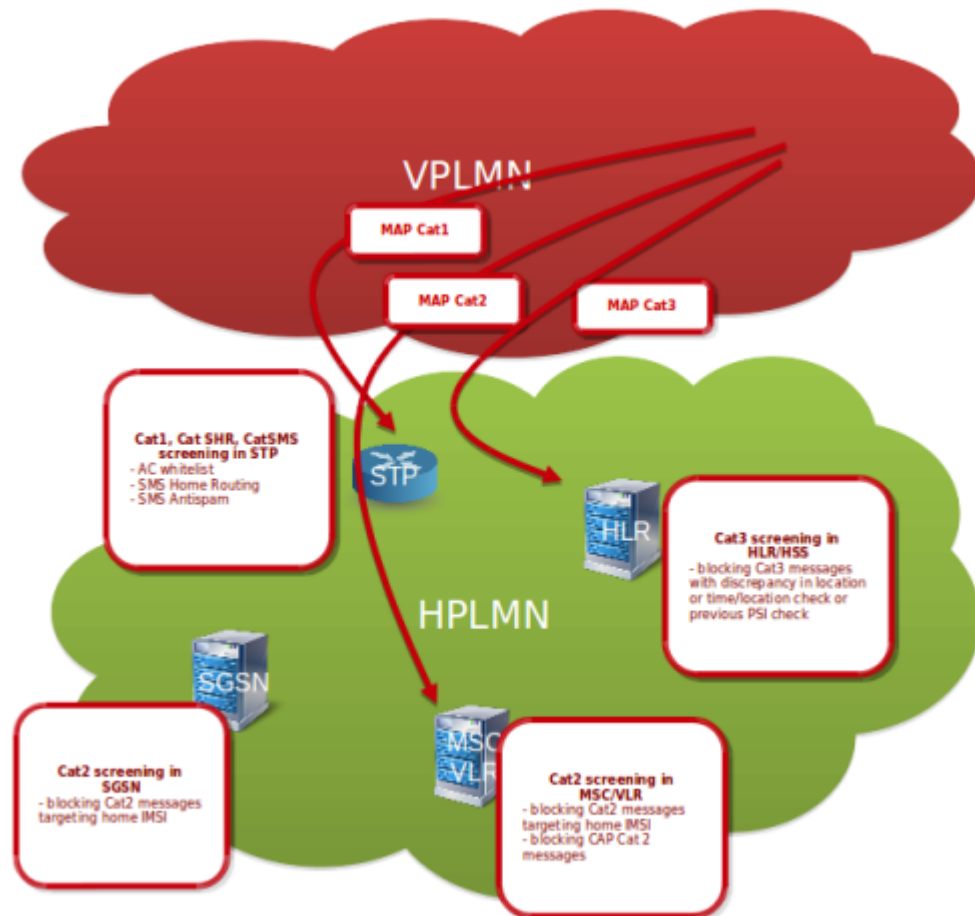 VPLMN
MAP Cat1
MAP Cat2
MAP Cat3
Cat1, Cat SHR, CatSMS
screening in STP
- AC whitelist
- SMS Home Routing
- SMS Antispam
STP
HLR
Cat3 screening in
HLR/HSS
- blocking Cat3 messages
with discrepancy in location
or time/location check or
previous PSI check
HPLMN
SGSN
Cat2 screening in
SGSN
- blocking Cat2 messages
targeting home IMSI
MSC
VLR
Cat2 screening in
MSC/VLR
- blocking Cat2 messages
targeting home IMSI
- blocking CAP Cat 2
messages